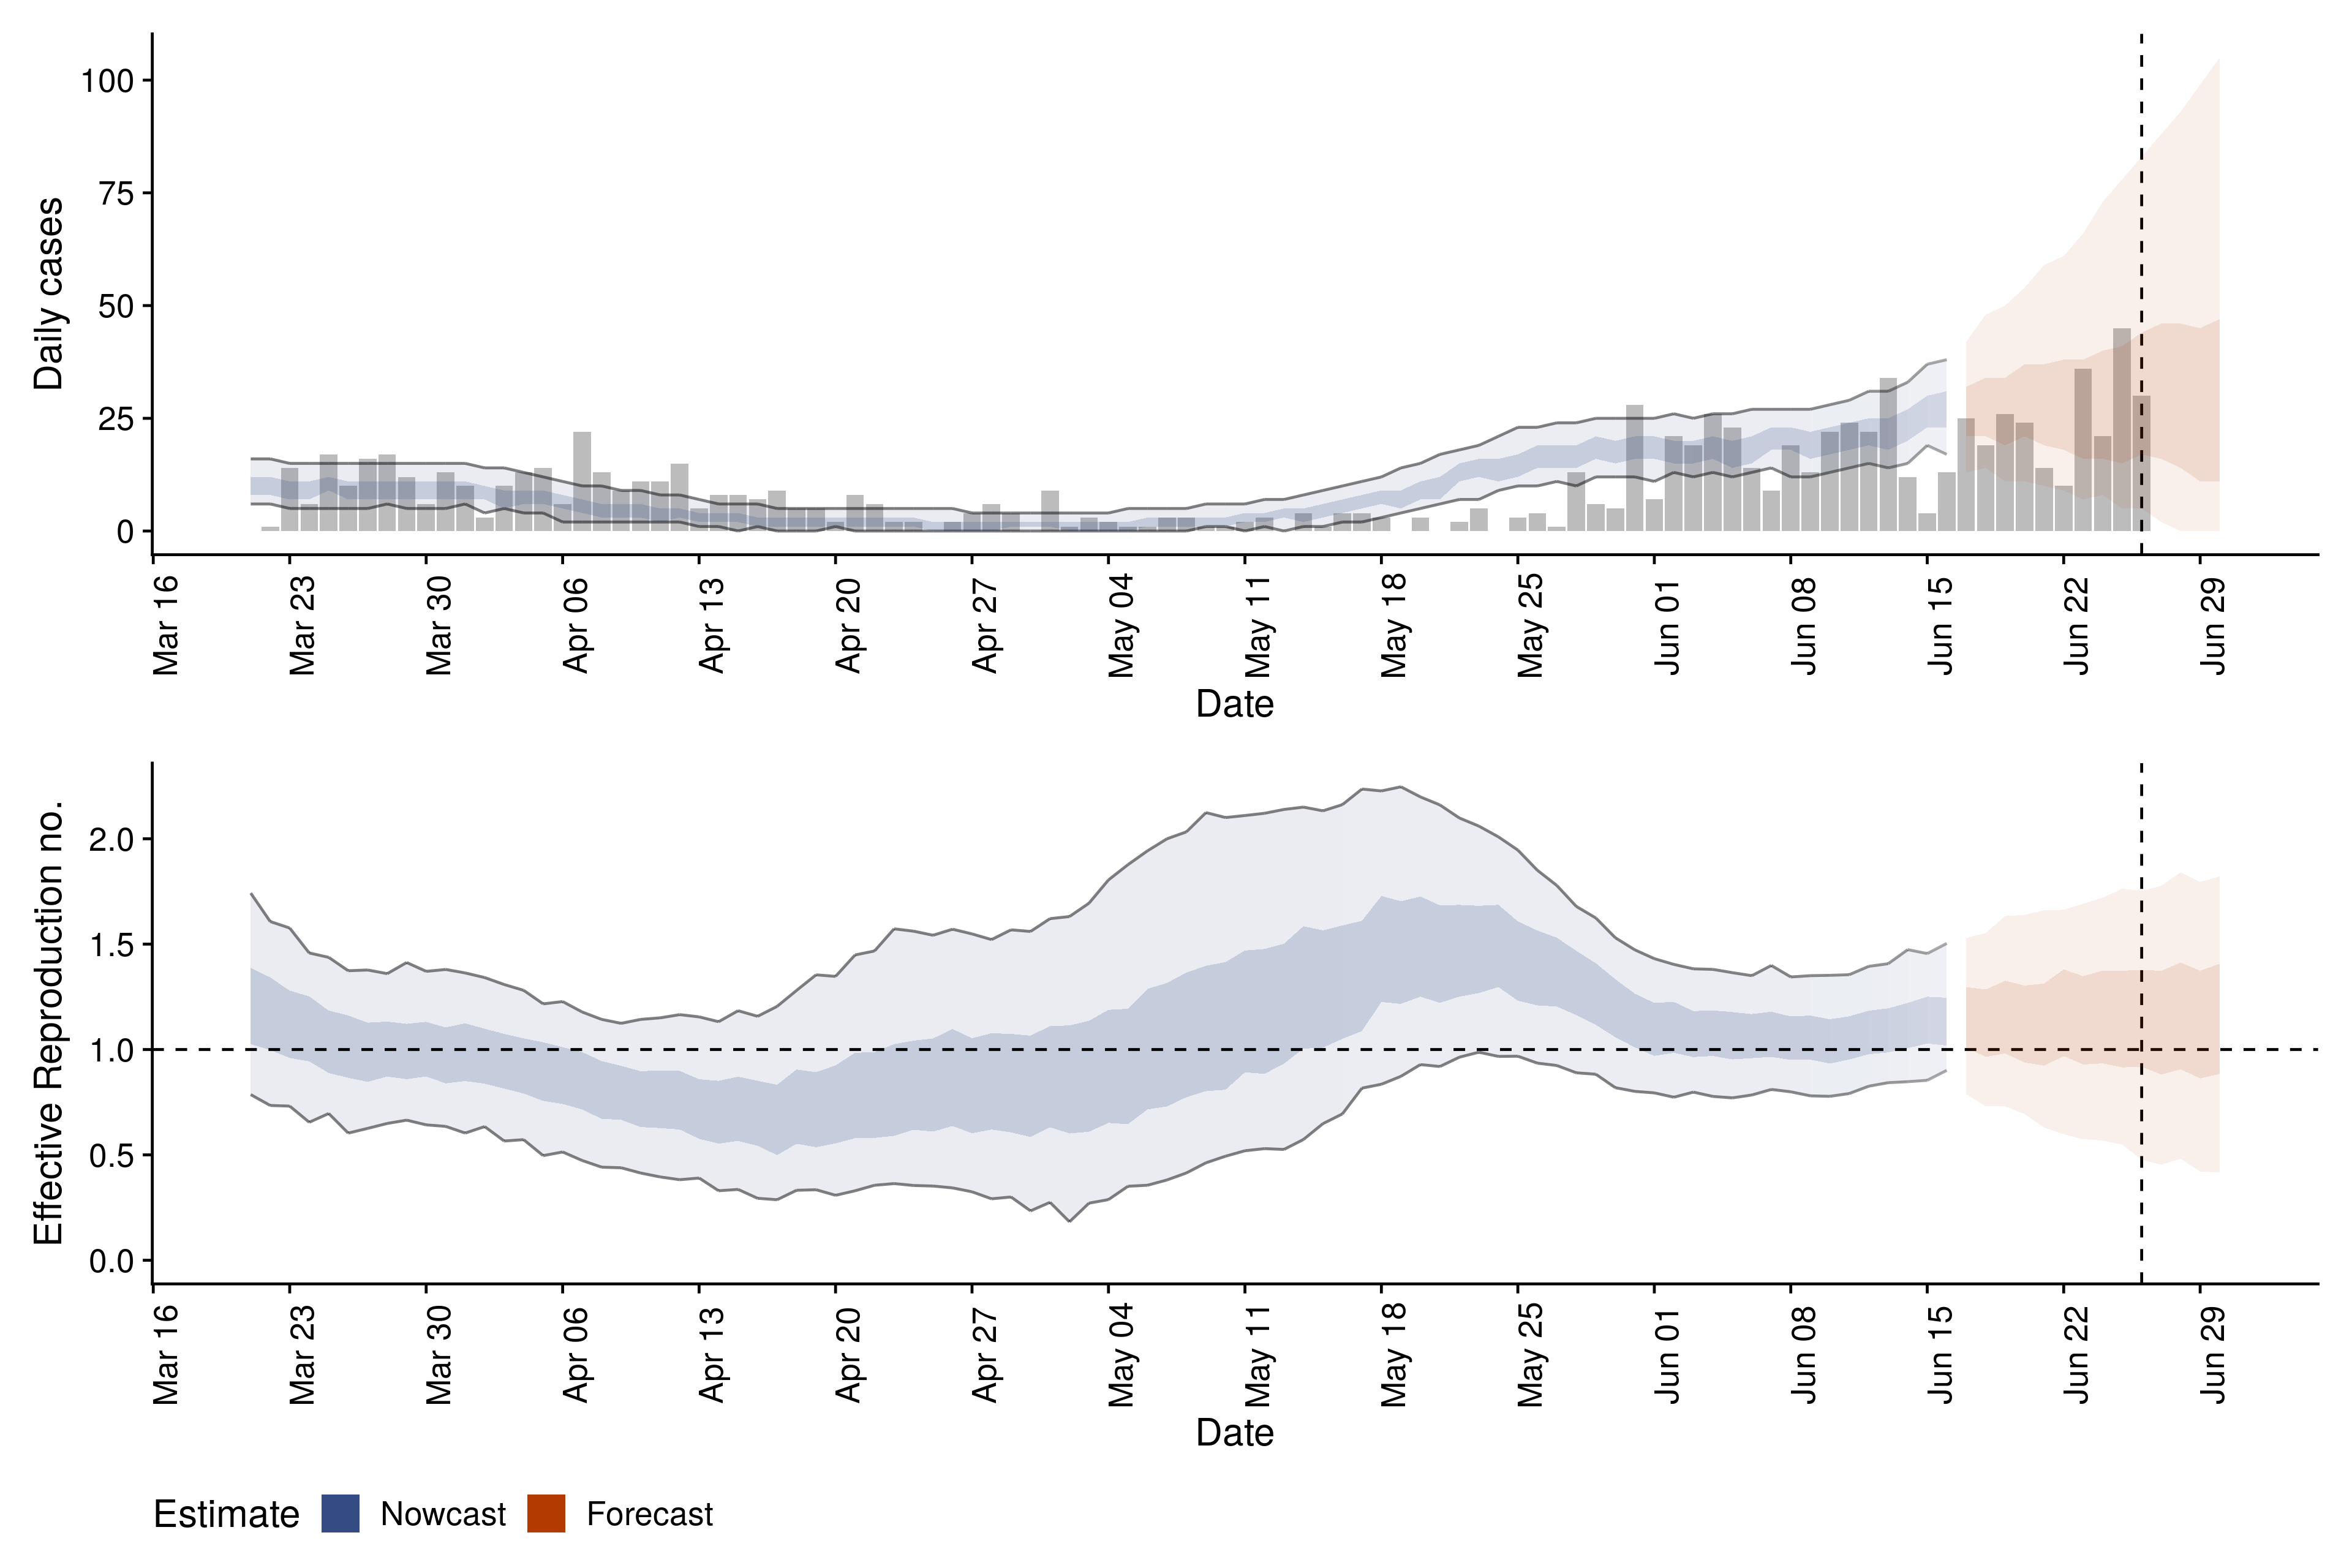 Daily cases
100
75
50
25
0
Mar 16
Mar 23
Mar 30
Apr 06
Apr 13
Apr 20
Apr 27
May 04
May 11
May 18
May 25
Jun 01
Jun 08
Jun 15
Jun 22
Jun 29
Date
Effective Reproduction no.
2.0
1.5
1.0
0.5
0.0
Mar 16
Mar 23
Mar 30
Apr 06
Apr 13
Apr 20
Apr 27
May 04
May 11
May 18
May 25
Jun 01
Jun 08
Jun 15
Jun 22
Jun 29
Date
Estimate Nowcast Forecast